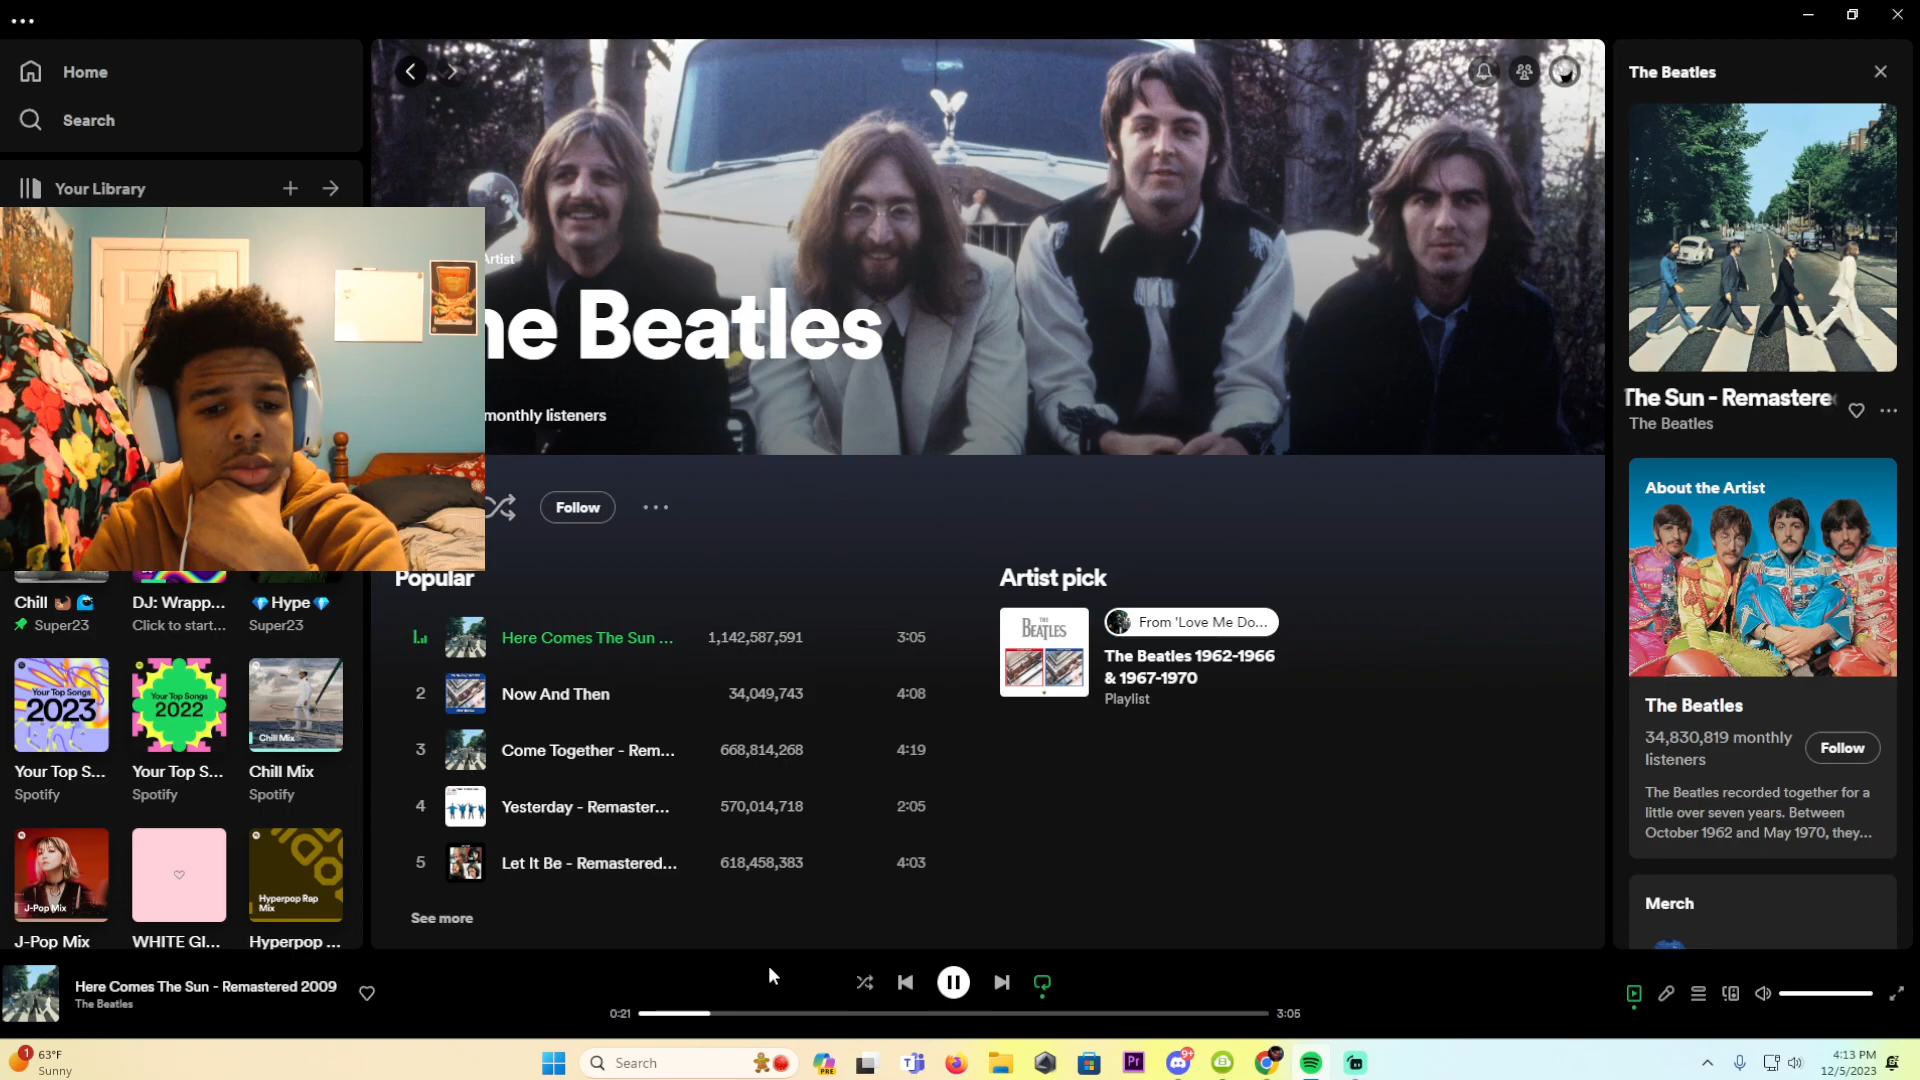 Home
Search
Your Library
Artist
The Beatles
monthly listeners
Follow
Popular
Here Comes The Sun ...
1,142,587,591
3:05
2
Now And Then
34,049,743
4:08
3
Come Together - Rem...
668,814,268
4:19
4
Yesterday - Remaster...
570,014,718
2:05
5
Let It Be - Remastered...
618,458,383
4:03
See more
Artist pick
THE
BEATLES
From 'Love Me Do...
The Beatles 1962-1966
& 1967-1970
Playlist
Chill
Super23
DJ: Wrapp...
Click to start...
Hype
Super23
Your Top Songs
2023
Your Top S...
Spotify
Your Top Songs
2022
Your Top S...
Spotify
Chill Mix
Chill Mix
Spotify
J-Pop Mix
J-Pop Mix
WHITE GI...
Hyperpop Rap
Mix
Hyperpop ...
The Beatles
The Sun - Remastere
The Beatles
About the Artist
The Beatles
34,830,819 monthly
listeners
Follow
The Beatles recorded together for a
little over seven years. Between
October 1962 and May 1970, they...
Merch
Here Comes The Sun - Remastered 2009
The Beatles
0:21
3:05
1
63°F
Sunny
Search
PRE
Pr
9+
4:13 PM
12/5/2023